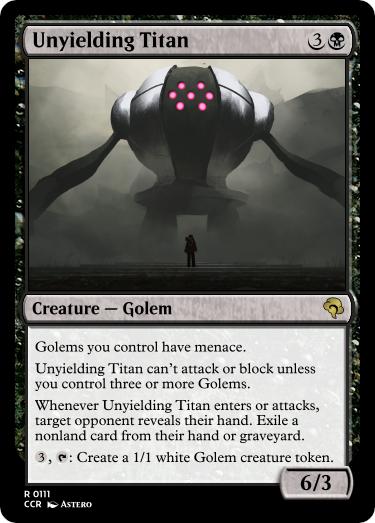 Unyielding Titan 3
Creature — Golem
Golems you control have menace.
Unyielding Titan can't attack or block unless
you control three or more Golems.
Whenever Unyielding Titan enters or attacks,
target opponent reveals their hand. Exile a
nonland card from their hand or graveyard.
3, : Create a 1/1 white Golem creature token.
6/3
R 0111
CCR Astero